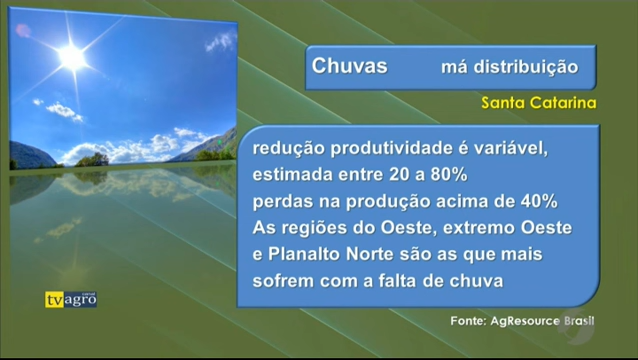 Chuvas má distribuição
Santa Catarina
redução produtividade é variável,
estimada entre 20 a 80%
perdas na produção acima de 40%
As regiões do Oeste, extremo Oeste
e Planalto Norte são as que mais
sofrem com a falta de chuva
tv agro
Fonte: AgResource Brasil